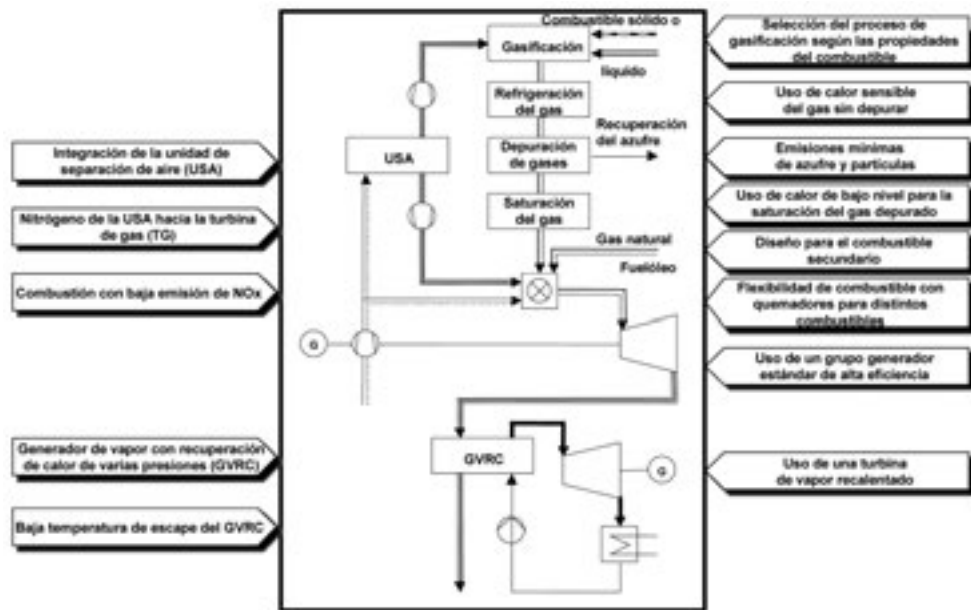 Integración de la unidad de
separación de aire (USA)
Nitrógeno de la USA hacia la turbina
de gas (TG)
Combustión con baja emisión de NOx
Generador de vapor con recuperación
de calor de varias presiones (GVRC)
Baja temperatura de escape del GVRC
Combustible sólido o
líquido
Gasificación
Refrigeración
del gas
Depuración
de gases
Recuperación
del azufre
USA
Saturación
del gas
Gas natural
Fuelóleo
G
GVRC
G
Selección del proceso de
gasificación según las propiedades
del combustible
Uso de calor sensible
del gas sin depurar
Emisiones mínimas
de azufre y partículas
Uso de calor de bajo nivel para la
saturación del gas depurado
Diseño para el combustible
secundario
Flexibilidad de combustible con
quemadores para distintos
combustibles
Uso de un grupo generador
estándar de alta eficiencia
Uso de una turbina
de vapor recalentado